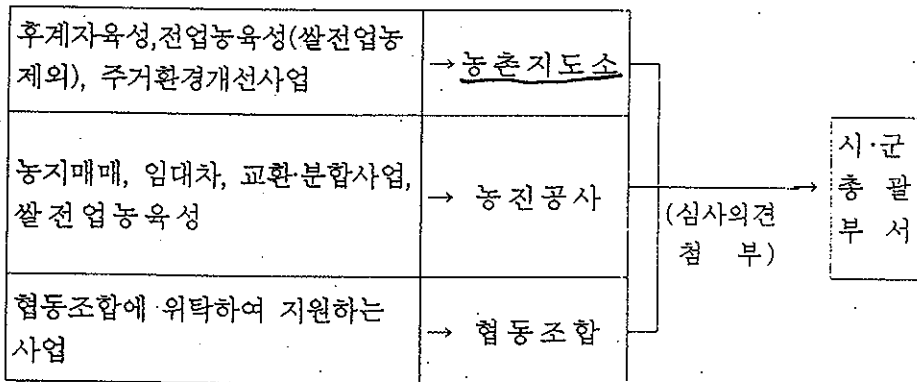 후계자육성,전업농육성(쌀전업농
제외), 주거환경개선사업
→농촌지도소
농지매매, 임대차, 교환·분합사업,
쌀전업농육성
→ 농진공사
협동조합에 위탁하여 지원하는
사업
→ 협동조합
(심사의견
첨 부)
시·군
총 괄
부 서